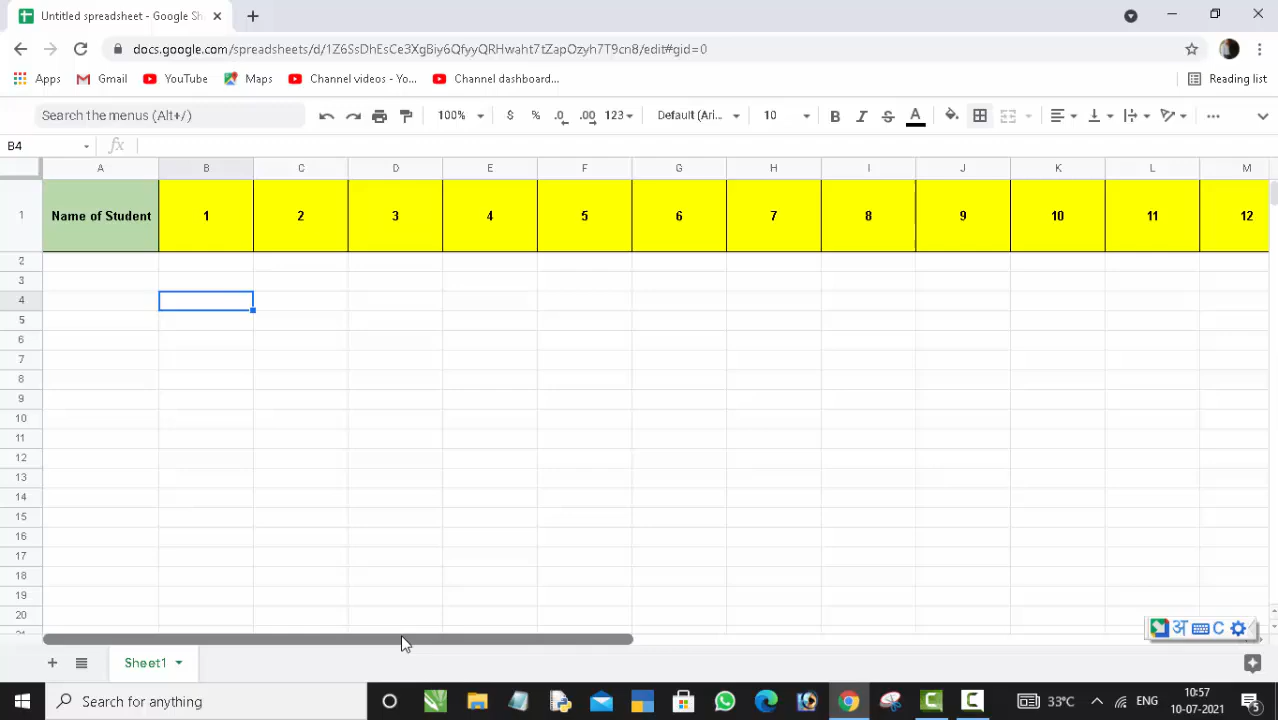 Untitled spreadsheet - Google Sh
docs.google.com/spreadsheets/d/1Z6SsDhEsCe3XgBiy6QfyyQRHwaht7tZapOzyh7T9cn8/edit#gid=0
Apps Gmail YouTube Maps Channel videos - Yo... Channel dashboard... Reading list
Search the menus (Alt+/) 100% $ % .0 .00 123 Default (Ari... 10 B I S A
B4 fx
A B C D E F G H I J K L M
1 Name of Student 1 2 3 4 5 6 7 8 9 10 11 12
2
3
4
5
6
7
8
9
10
11
12
13
14
15
16
17
18
19
20
अ C
Sheet1
Search for anything 33°C ENG 10:57
10-07-2021 5